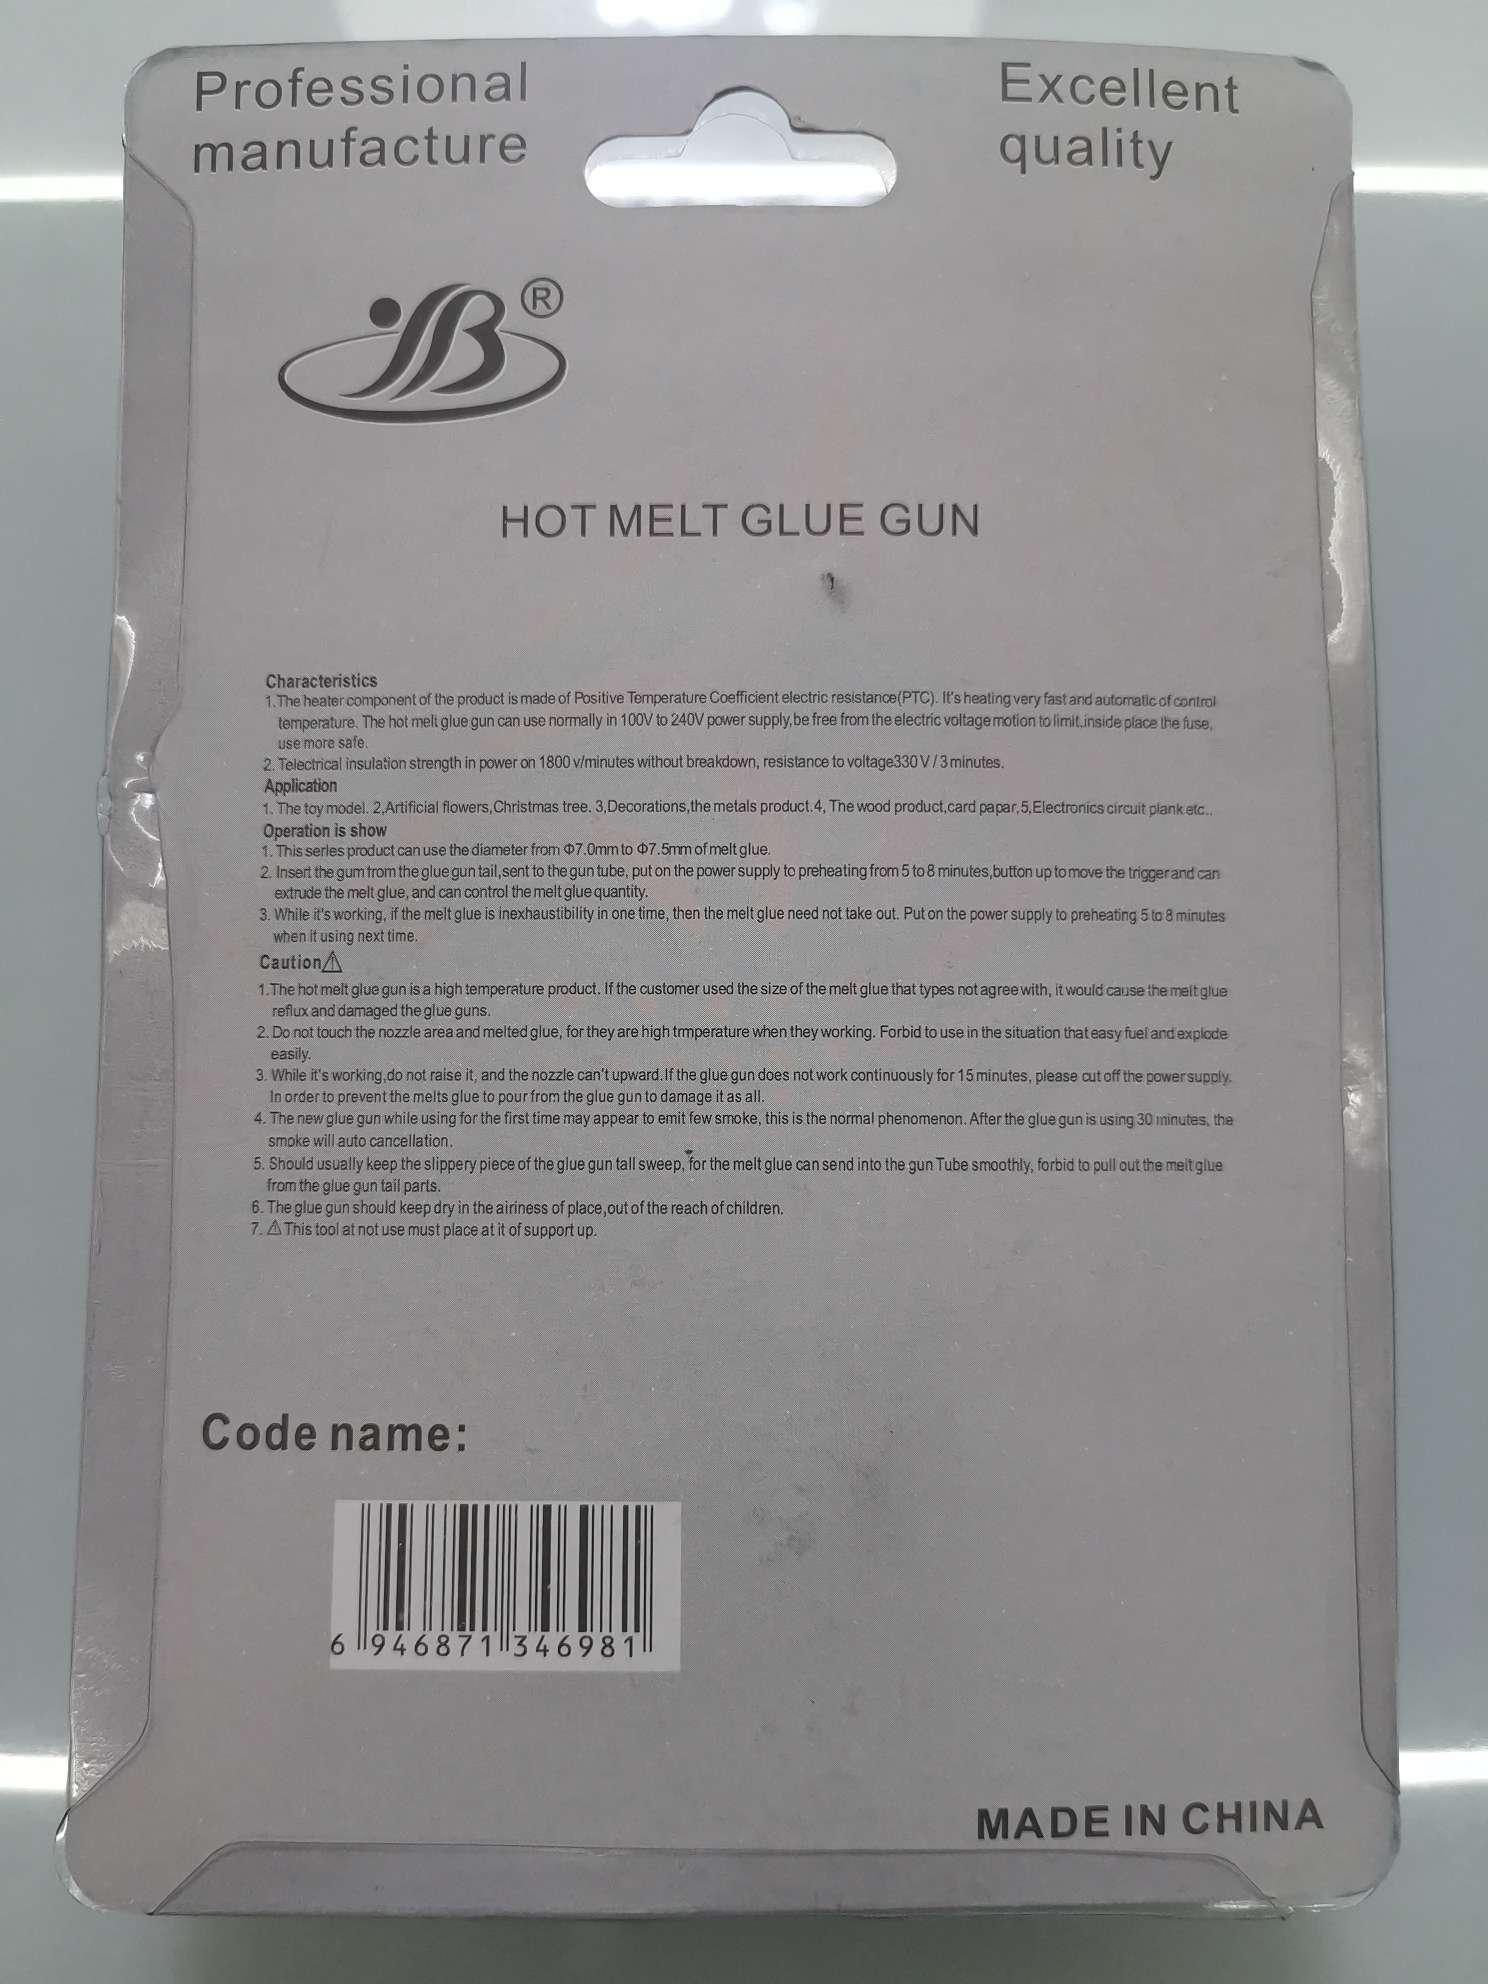 Professional
manufacture
Excellent
quality
JB®
HOT MELT GLUE GUN
Characteristics
1.The heater component of the product is made of Positive Temperature Coefficient electric resistance(PTC). It's heating very fast and automatic of control
temperature. The hot melt glue gun can use normally in 100V to 240V power supply,be free from the electric voltage motion to limit.inside place the fuse,
use more safe.
2. Telectrical insulation strength in power on 1800 v/minutes without breakdown, resistance to voltage330 V / 3 minutes.
Application
1. The toy model. 2,Artificial flowers,Christmas tree. 3,Decorations,the metals product.4, The wood product,card papar,5,Electronics circuit plank etc..
Operation is show
1. This series product can use the diameter from Φ7.0mm to Φ7.5mm of melt glue.
2. Insert the gum from the glue gun tail,sent to the gun tube, put on the power supply to preheating from 5 to 8 minutes,button up to move the trigger and can
extrude the melt glue, and can control the melt glue quantity.
3. While it's working, if the melt glue is inexhaustibility in one time, then the melt glue need not take out. Put on the power supply to preheating 5 to 8 minutes
when it using next time.
Caution⚠
1.The hot melt glue gun is a high temperature product. If the customer used the size of the melt glue that types not agree with, it would cause the melt glue
reflux and damaged the glue guns.
2. Do not touch the nozzle area and melted glue, for they are high tmperature when they working. Forbid to use in the situation that easy fuel and explode
easily.
3. While it's working,do not raise it, and the nozzle can't upward.If the glue gun does not work continuously for 15 minutes, please cut off the power supply.
In order to prevent the melts glue to pour from the glue gun to damage it as all.
4. The new glue gun while using for the first time may appear to emit few smoke, this is the normal phenomenon. After the glue gun is using 30 minutes, the
smoke will auto cancellation.
5. Should usually keep the slippery piece of the glue gun tall sweep, for the melt glue can send into the gun Tube smoothly, forbid to pull out the melt glue
from the glue gun tail parts.
6. The glue gun should keep dry in the airiness of place,out of the reach of children.
7. ⚠ This tool at not use must place at it of support up.
Code name:
6 946871 346981
MADE IN CHINA